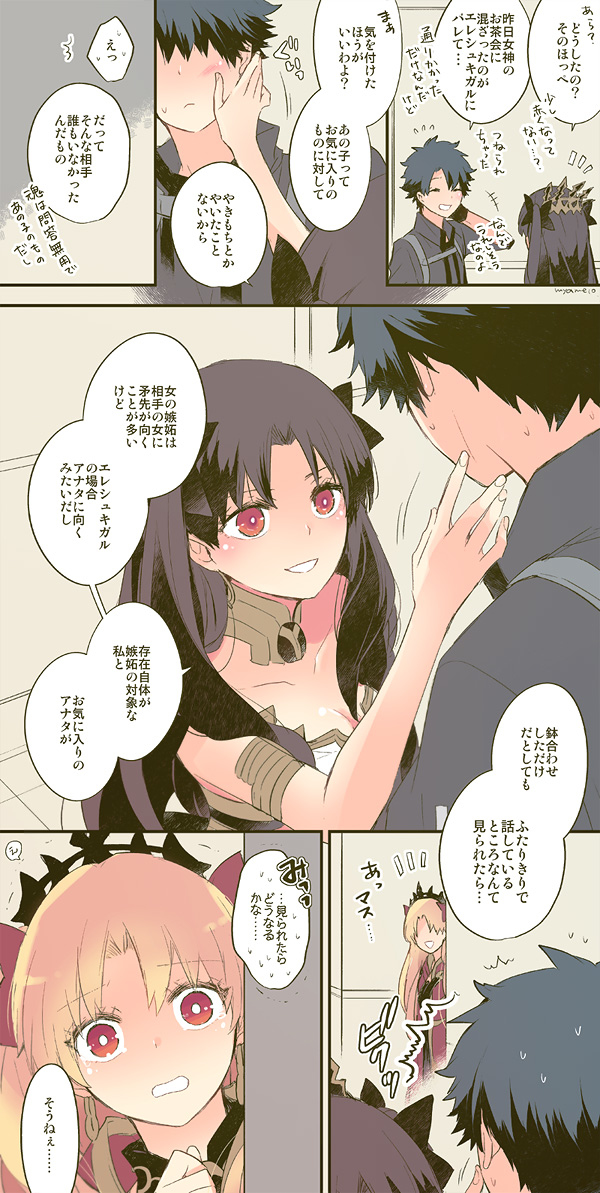 あら？
どうしたの？
そのほっぺ
少し
赤くなって
ない…？
昨日女神の
お茶会に
混ざったのが
エレシュキガルに
バレて…
通りかかった
だけなんだ
けど
つねられ
ちゃった
なんで
うれしそう
なのよ
myameco
まぁ
気を付けた
ほうが
いいわよ？
あの子って
お気に入りの
ものに対して
やきもちとか
やいたこと
ないから
えっ
だって
そんな相手
誰もいなかった
んだもの
魂は問答無用で
あの子のもの
だし
女の嫉妬は
相手の女に
矛先が向く
ことが多い
けど
エレシュキガル
の場合
アナタに向く
みたいだし
存在自体が
嫉妬の対象な
私と
お気に入りの
アナタが
鉢合わせ
しただけ
だとしても
ふたりきりで
話している
ところなんて
見られたら…
あっ
マス…
ビクッ
みっ
…見られたら
どうなる
かな……
そうねぇ……